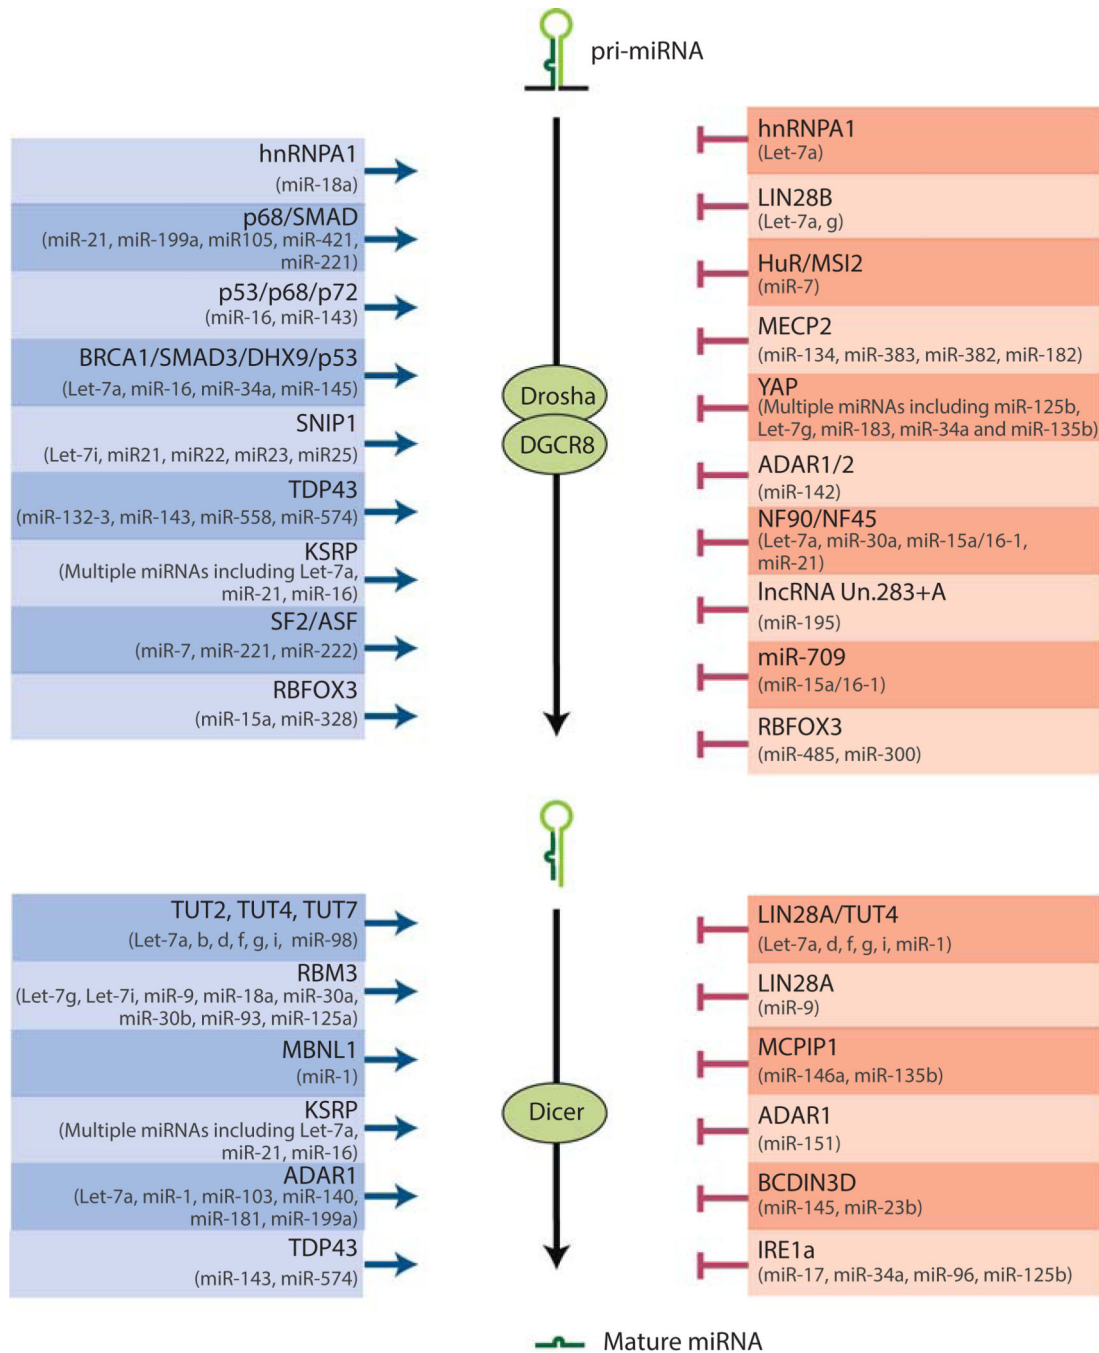 pri-miRNA
hnRNPA1
(miR-18a)
p68/SMAD
(miR-21, miR-199a, miR105, miR-421,
miR-221)
p53/p68/p72
(miR-16, miR-143)
BRCA1/SMAD3/DHX9/p53
(Let-7a, miR-16, miR-34a, miR-145)
SNIP1
(Let-7i, miR21, miR22, miR23, miR25)
TDP43
(miR-132-3, miR-143, miR-558, miR-574)
KSRP
(Multiple miRNAs including Let-7a,
miR-21, miR-16)
SF2/ASF
(miR-7, miR-221, miR-222)
RBFOX3
(miR-15a, miR-328)
Drosha
DGCR8
hnRNPA1
(Let-7a)
LIN28B
(Let-7a, g)
HuR/MSI2
(miR-7)
MECP2
(miR-134, miR-383, miR-382, miR-182)
YAP
(Multiple miRNAs including miR-125b,
Let-7g, miR-183, miR-34a and miR-135b)
ADAR1/2
(miR-142)
NF90/NF45
(Let-7a, miR-30a, miR-15a/16-1,
miR-21)
lncRNA Un.283+A
(miR-195)
miR-709
(miR-15a/16-1)
RBFOX3
(miR-485, miR-300)
TUT2, TUT4, TUT7
(Let-7a, b, d, f, g, i, miR-98)
RBM3
(Let-7g, Let-7i, miR-9, miR-18a, miR-30a,
miR-30b, miR-93, miR-125a)
MBNL1
(miR-1)
KSRP
(Multiple miRNAs including Let-7a,
miR-21, miR-16)
ADAR1
(Let-7a, miR-1, miR-103, miR-140,
miR-181, miR-199a)
TDP43
(miR-143, miR-574)
Dicer
LIN28A/TUT4
(Let-7a, d, f, g, i, miR-1)
LIN28A
(miR-9)
MCPIP1
(miR-146a, miR-135b)
ADAR1
(miR-151)
BCDIN3D
(miR-145, miR-23b)
IRE1a
(miR-17, miR-34a, miR-96, miR-125b)
Mature miRNA